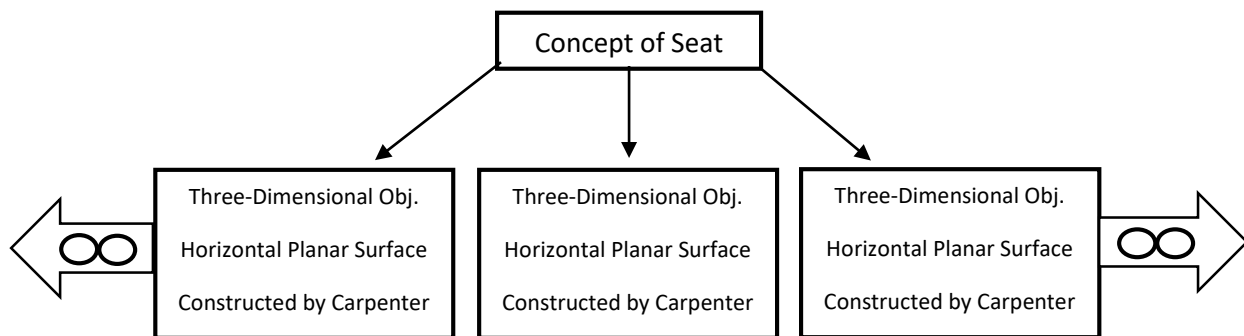 Concept of Seat
Three-Dimensional Obj.
Horizontal Planar Surface
Constructed by Carpenter
Three-Dimensional Obj.
Horizontal Planar Surface
Constructed by Carpenter
Three-Dimensional Obj.
Horizontal Planar Surface
Constructed by Carpenter